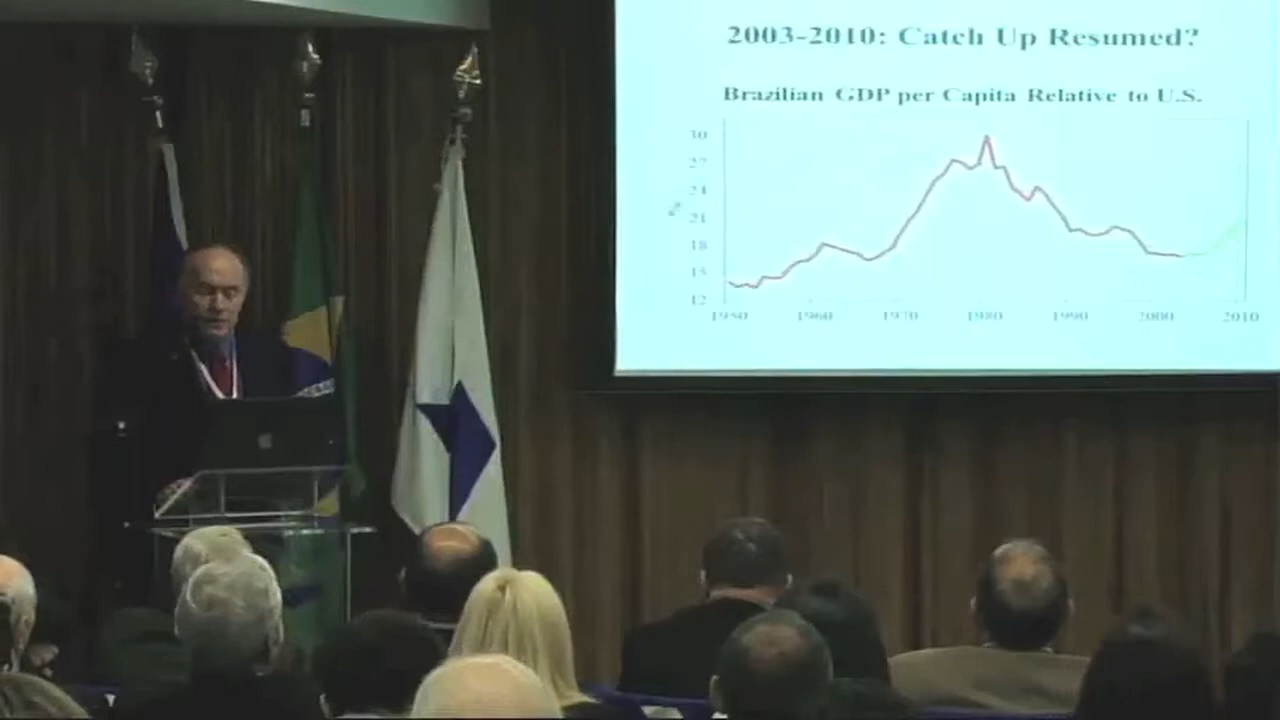 2003-2010: Catch Up Resumed?
Brazilian GDP per Capita Relative to U.S.
30
27
24
21
18
15
12
%
1950 1960 1970 1980 1990 2000 2010